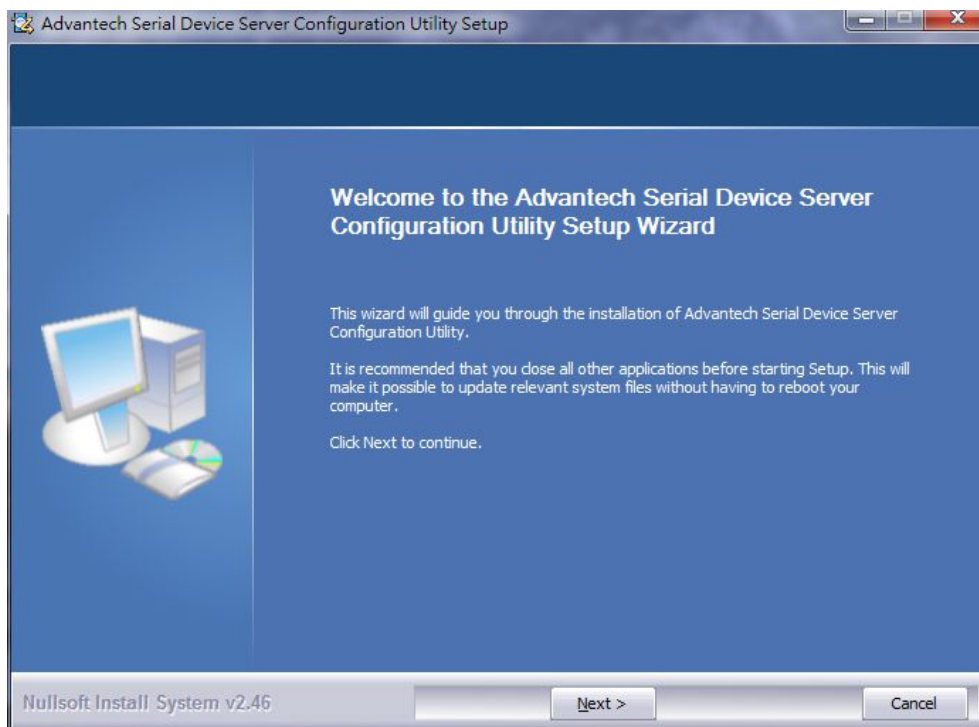 Advantech Serial Device Server Configuration Utility Setup
Welcome to the Advantech Serial Device Server
Configuration Utility Setup Wizard
This wizard will guide you through the installation of Advantech Serial Device Server
Configuration Utility.
It is recommended that you close all other applications before starting Setup. This will
make it possible to update relevant system files without having to reboot your
computer.
Click Next to continue.
Nullsoft Install System v2.46
Next >
Cancel